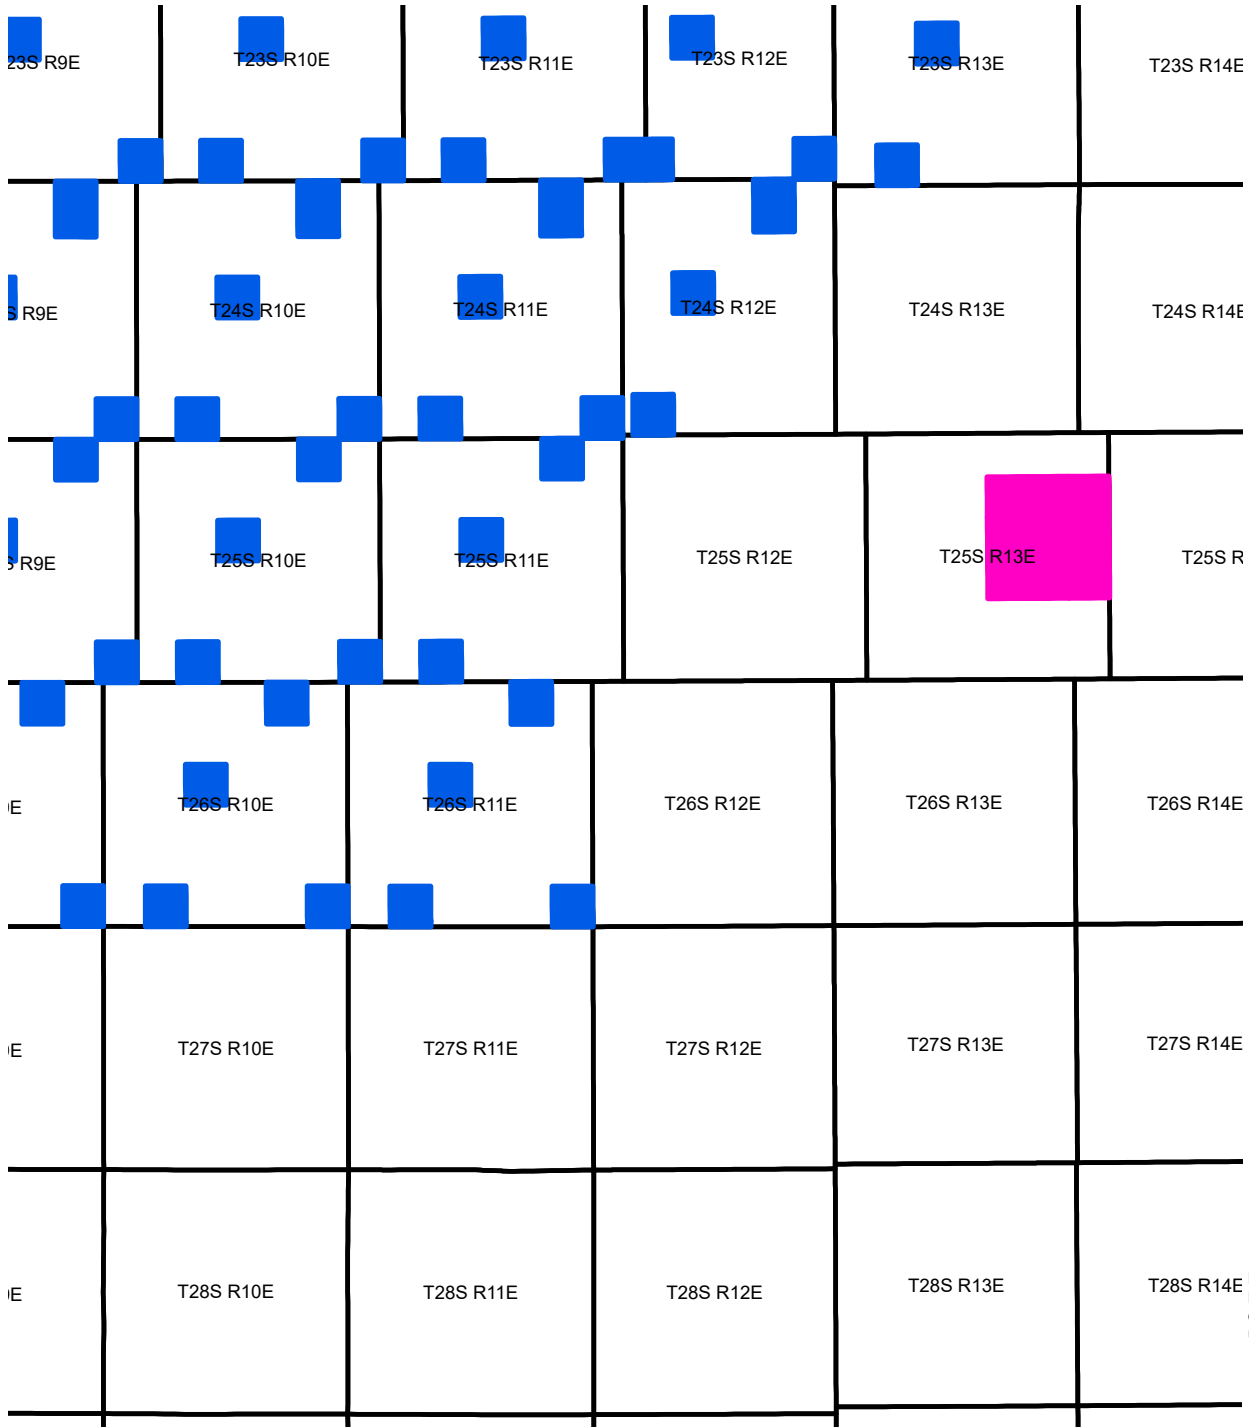 23S R9E
T23S R10E
T23S R11E
T23S R12E
T23S R13E
T23S R14E
S R9E
T24S R10E
T24S R11E
T24S R12E
T24S R13E
T24S R14E
S R9E
T25S R10E
T25S R11E
T25S R12E
T25S R13E
T25S R
E
T26S R10E
T26S R11E
T26S R12E
T26S R13E
T26S R14E
E
T27S R10E
T27S R11E
T27S R12E
T27S R13E
T27S R14E
E
T28S R10E
T28S R11E
T28S R12E
T28S R13E
T28S R14E